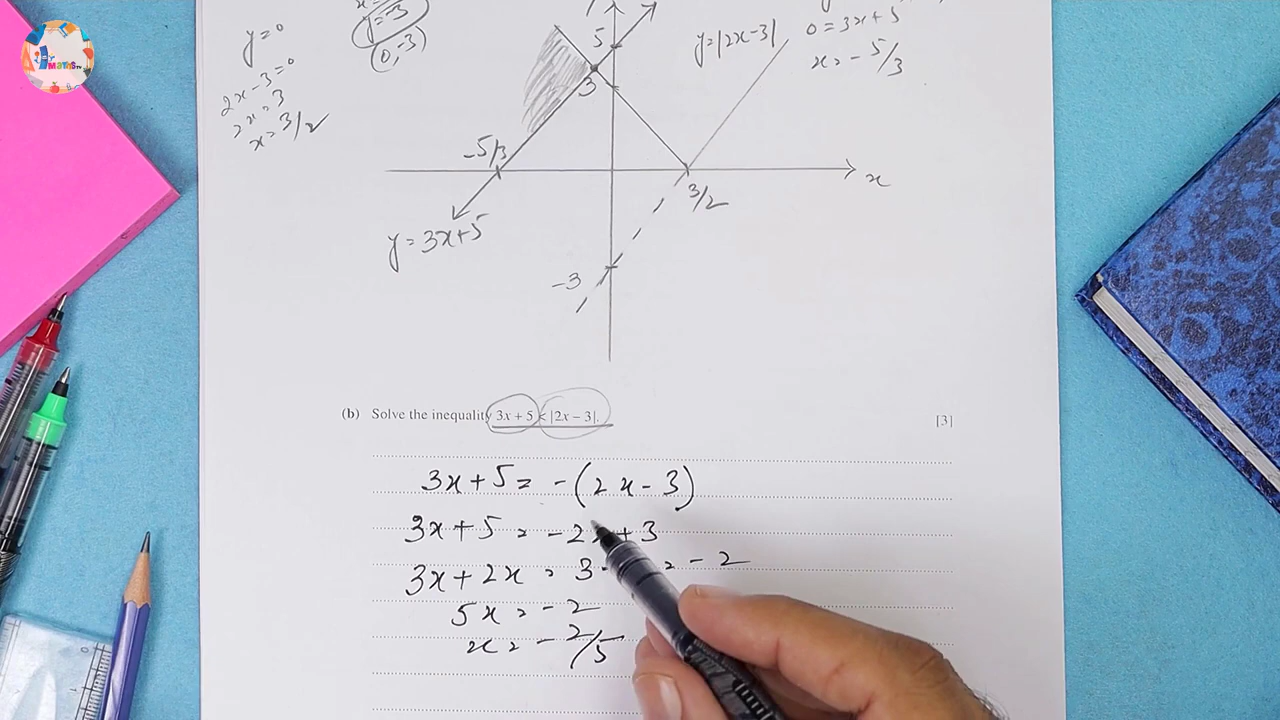 y=0
2x-3=0
2x=3
x=3/2
y=-3
(0,-3)
5
3
y=|2x-3|
0=3x+5
x=-5/3
-5/3
3/2
x
y=3x+5
-3
(b) Solve the inequality 3x + 5 < |2x - 3|. [3]
3x+5=-(2x-3)
3x+5=-2x+3
3x+2x=3 = -2
5x=-2
x=-2/5